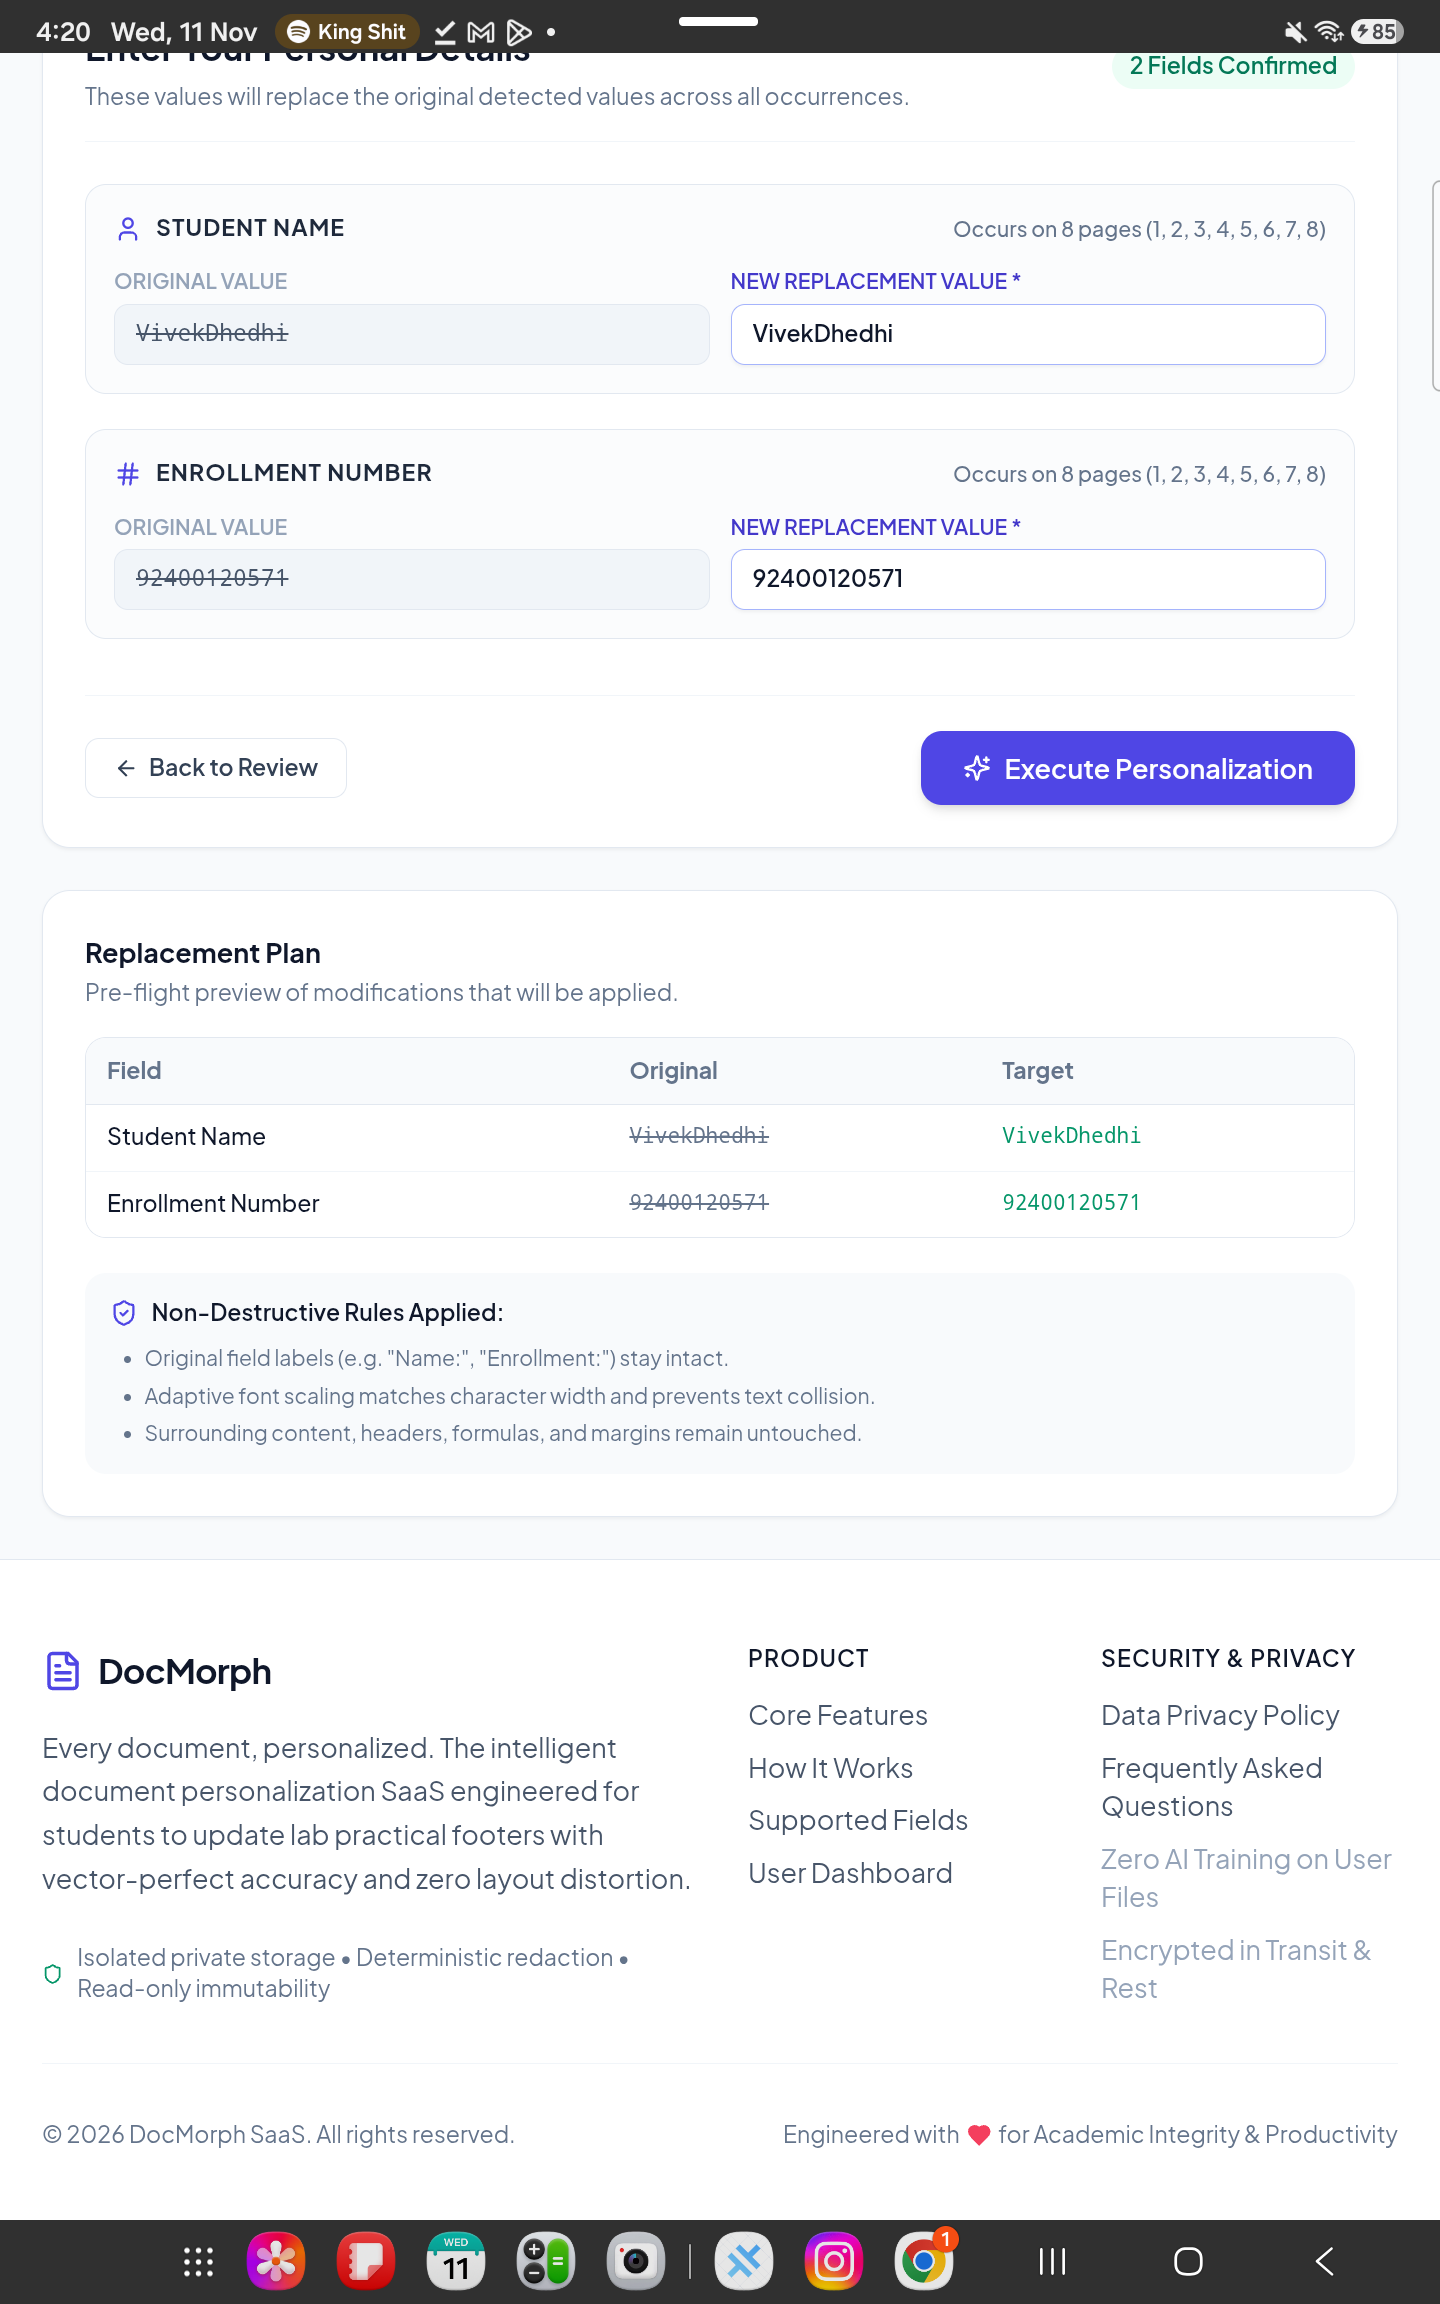 4:20 Wed, 11 Nov King Shit 85
Enter Your Personal Details
2 Fields Confirmed
These values will replace the original detected values across all occurrences.
STUDENT NAME
Occurs on 8 pages (1, 2, 3, 4, 5, 6, 7, 8)
ORIGINAL VALUE
NEW REPLACEMENT VALUE *
VivekDhedhi
VivekDhedhi
ENROLLMENT NUMBER
Occurs on 8 pages (1, 2, 3, 4, 5, 6, 7, 8)
ORIGINAL VALUE
NEW REPLACEMENT VALUE *
92400120571
92400120571
Back to Review
Execute Personalization
Replacement Plan
Pre-flight preview of modifications that will be applied.
Field Original Target
Student Name VivekDhedhi VivekDhedhi
Enrollment Number 92400120571 92400120571
Non-Destructive Rules Applied:
• Original field labels (e.g. "Name:", "Enrollment:") stay intact.
• Adaptive font scaling matches character width and prevents text collision.
• Surrounding content, headers, formulas, and margins remain untouched.
DocMorph
Every document, personalized. The intelligent
document personalization SaaS engineered for
students to update lab practical footers with
vector-perfect accuracy and zero layout distortion.
Isolated private storage • Deterministic redaction •
Read-only immutability
PRODUCT
Core Features
How It Works
Supported Fields
User Dashboard
SECURITY & PRIVACY
Data Privacy Policy
Frequently Asked
Questions
Zero AI Training on User
Files
Encrypted in Transit &
Rest
© 2026 DocMorph SaaS. All rights reserved.
Engineered with ❤ for Academic Integrity & Productivity
WED
11
1